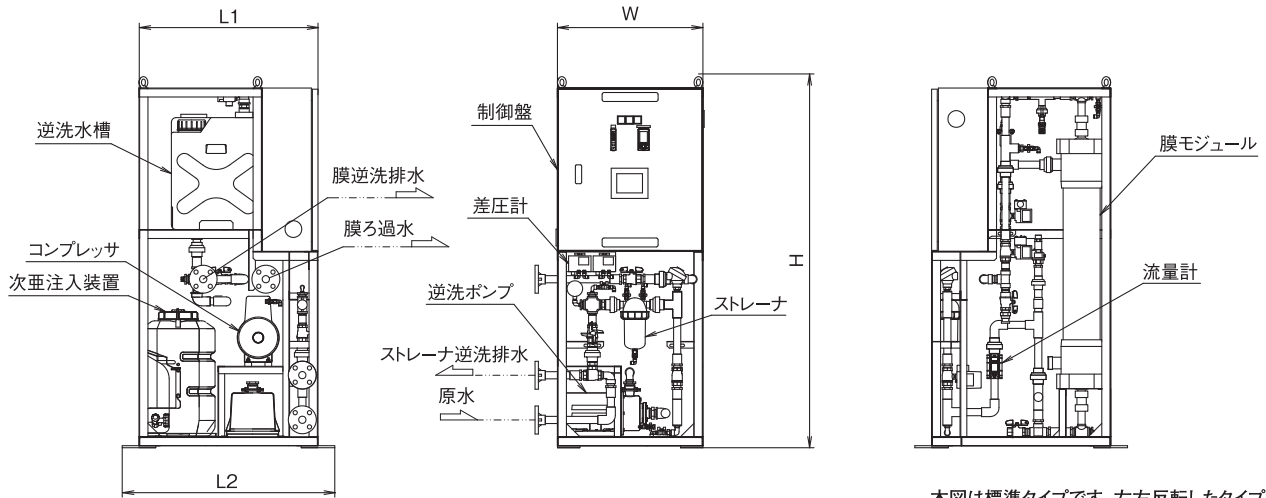 L1
W
H
L2
逆洗水槽
コンプレッサ
次亜注入装置
膜逆洗排水
膜ろ過水
制御盤
差圧計
逆洗ポンプ
ストレーナ
ストレーナ逆洗排水
原水
膜モジュール
流量計
本図は標準タイプです。左右反転したタイプ